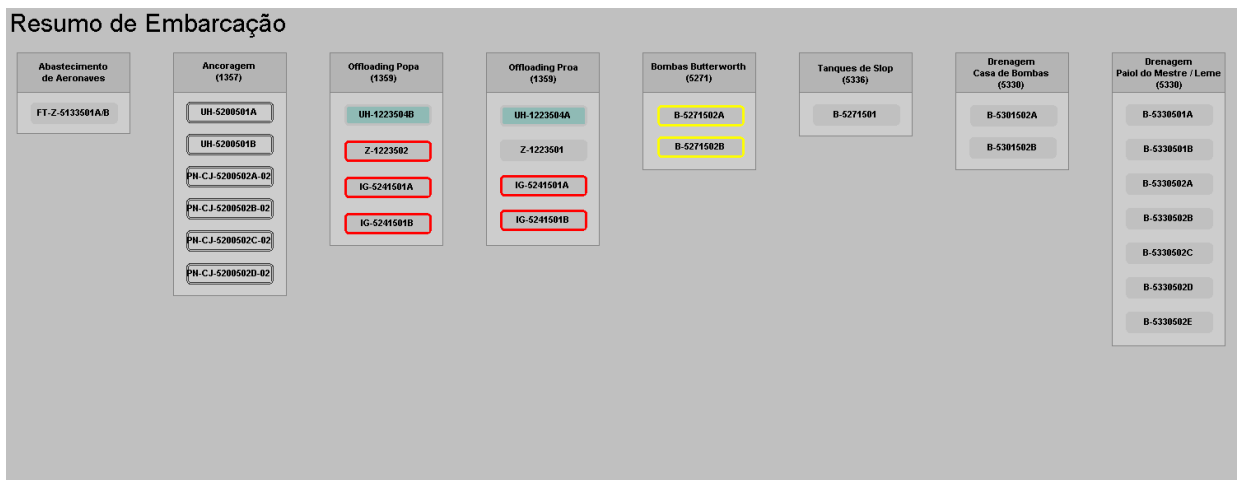 Resumo de Embarcação
Abastecimento
de Aeronaves
FT-Z-5133501A/B
Ancoragem
(1357)
UH-5200501A
UH-5200501B
PN-CJ-5200502A-02
PN-CJ-5200502B-02
PN-CJ-5200502C-02
PN-CJ-5200502D-02
Offloading Popa
(1359)
UH-1223504B
Z-1223502
IG-5241501A
IG-5241501B
Offloading Proa
(1359)
UH-1223504A
Z-1223501
IG-5241501A
IG-5241501B
Bombas Butterworth
(5271)
B-5271502A
B-5271502B
Tanques de Slop
(5336)
B-5271501
Drenagem
Casa de Bombas
(5330)
B-5301502A
B-5301502B
Drenagem
Paiol do Mestre / Leme
(5330)
B-5330501A
B-5330501B
B-5330502A
B-5330502B
B-5330502C
B-5330502D
B-5330502E